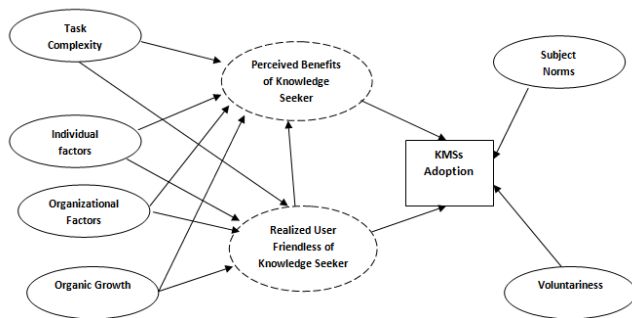 Task
Complexity
Perceived Benefits
of Knowledge
Seeker
Subject
Norms
Individual
factors
KMSs
Adoption
Organizational
Factors
Realized User
Friendless of
Knowledge Seeker
Organic Growth
Voluntariness